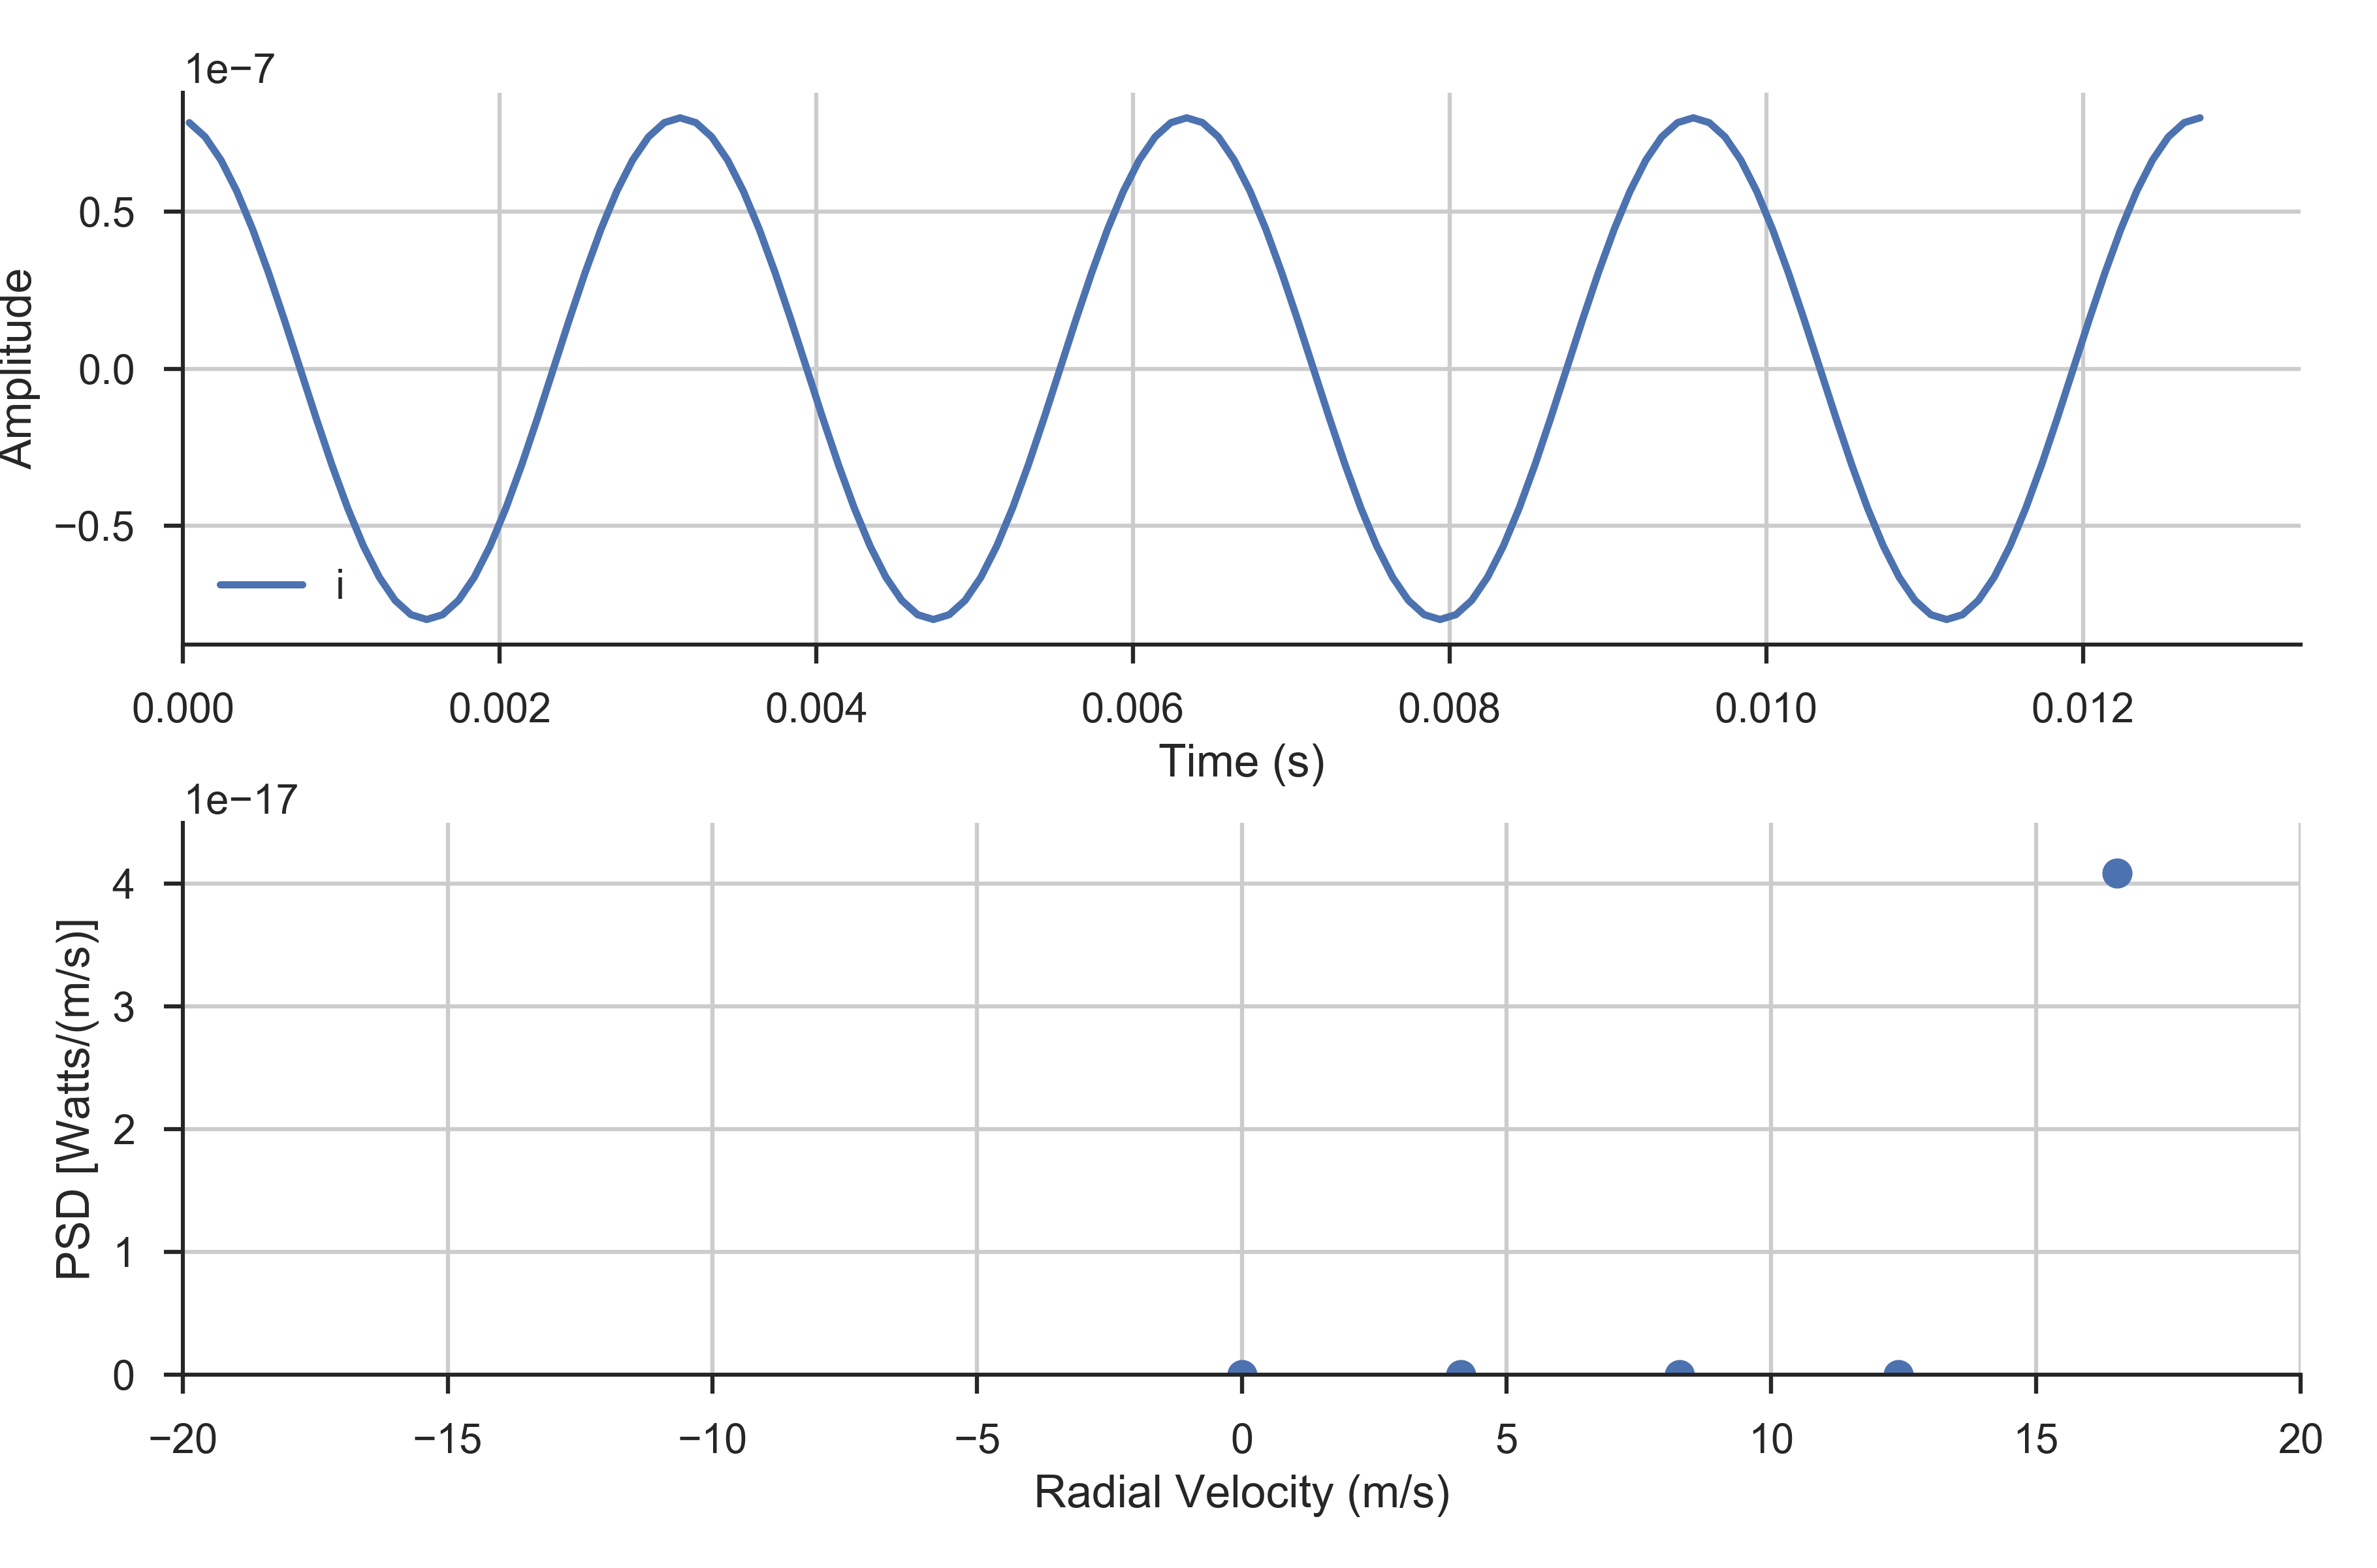 1e−7
Amplitude
0.5
0.0
−0.5
i
0.000 0.002 0.004 0.006 0.008 0.010 0.012
Time (s)
1e−17
PSD [Watts/(m/s)]
4
3
2
1
0
−20 −15 −10 −5 0 5 10 15 20
Radial Velocity (m/s)